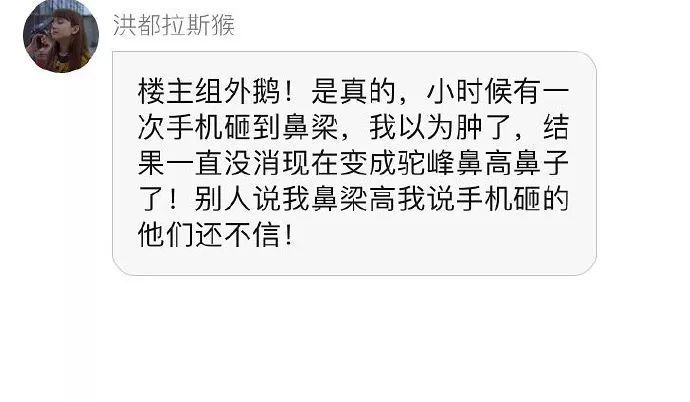 洪都拉斯猴
楼主组外鹅！是真的，小时候有一
次手机砸到鼻梁，我以为肿了，结
果一直没消现在变成驼峰鼻高鼻子
了！别人说我鼻梁高我说手机砸的
他们还不信！